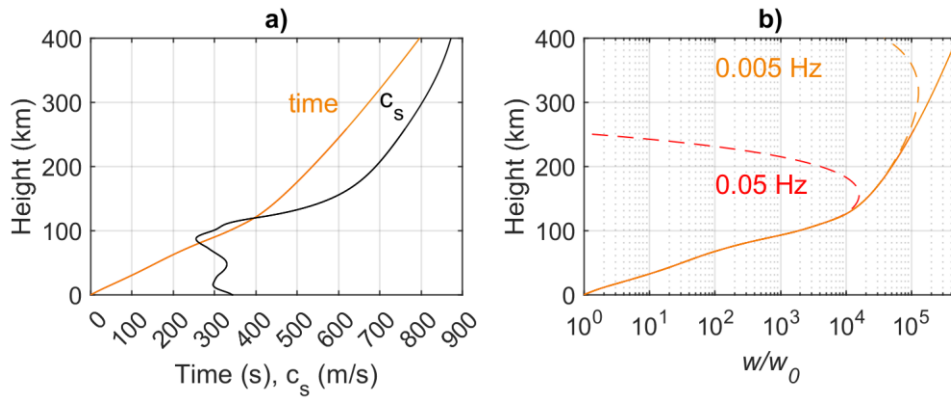 a)
400
300
200
100
0
Height (km)
time
c_s
0 100 200 300 400 500 600 700 800 900
Time (s), c_s (m/s)
b)
400
300
200
100
0
Height (km)
0.005 Hz
0.05 Hz
10^0 10^1 10^2 10^3 10^4 10^5
w/w_0